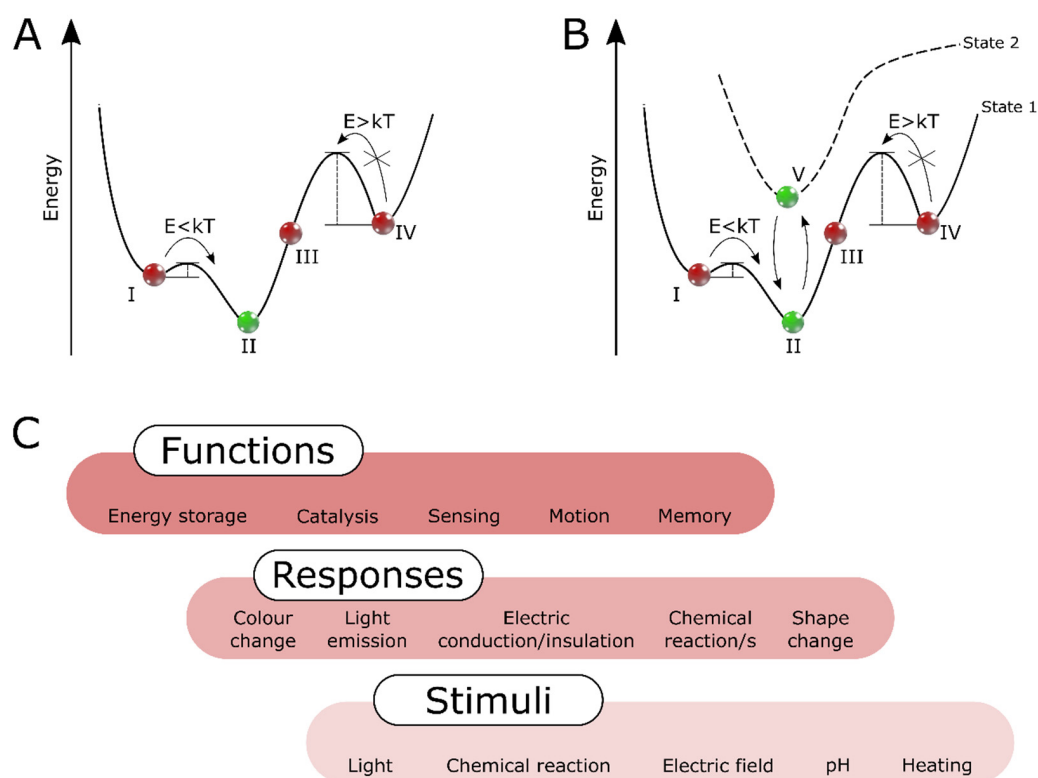 A
Energy
E<kT
E>kT
I
II
III
IV
B
Energy
State 2
State 1
E>kT
V
E<kT
I
II
III
IV
C
Functions
Energy storage Catalysis Sensing Motion Memory
Responses
Colour Light Electric Chemical Shape
change emission conduction/insulation reaction/s change
Stimuli
Light Chemical reaction Electric field pH Heating